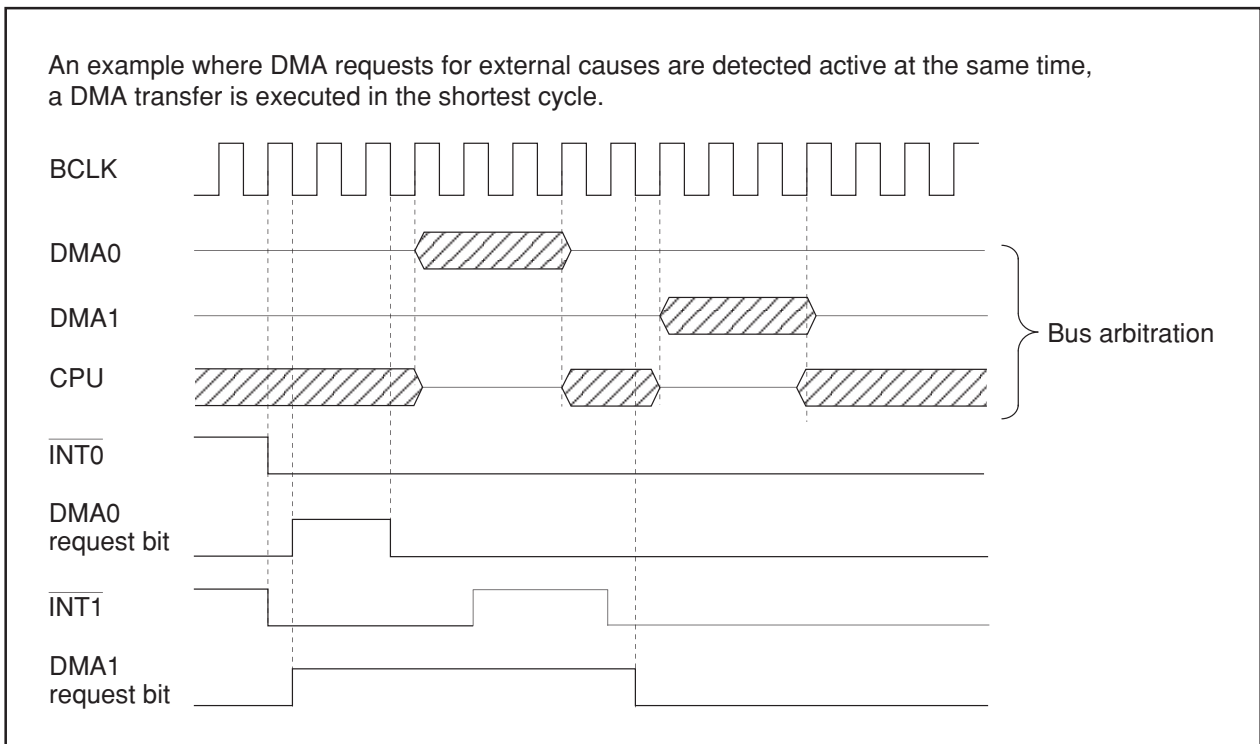 An example where DMA requests for external causes are detected active at the same time,
a DMA transfer is executed in the shortest cycle.
BCLK
DMA0
DMA1
Bus arbitration
CPU
INT0
DMA0
request bit
INT1
DMA1
request bit